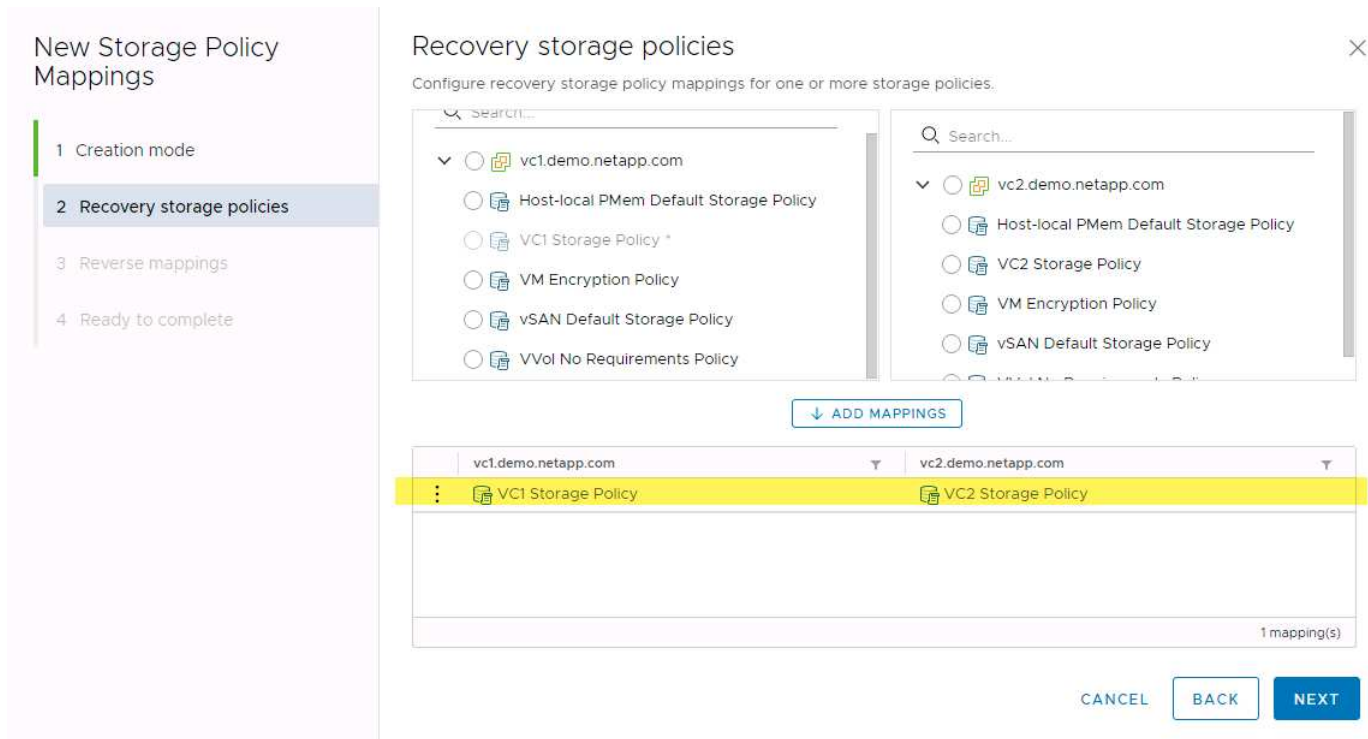 New Storage Policy
Mappings
1 Creation mode
2 Recovery storage policies
3 Reverse mappings
4 Ready to complete
Recovery storage policies
Configure recovery storage policy mappings for one or more storage policies.
Search...
vc1.demo.netapp.com
Host-local PMem Default Storage Policy
VC1 Storage Policy *
VM Encryption Policy
vSAN Default Storage Policy
VVol No Requirements Policy
Search...
vc2.demo.netapp.com
Host-local PMem Default Storage Policy
VC2 Storage Policy
VM Encryption Policy
vSAN Default Storage Policy
ADD MAPPINGS
vc1.demo.netapp.com vc2.demo.netapp.com
VC1 Storage Policy VC2 Storage Policy
1 mapping(s)
CANCEL BACK NEXT